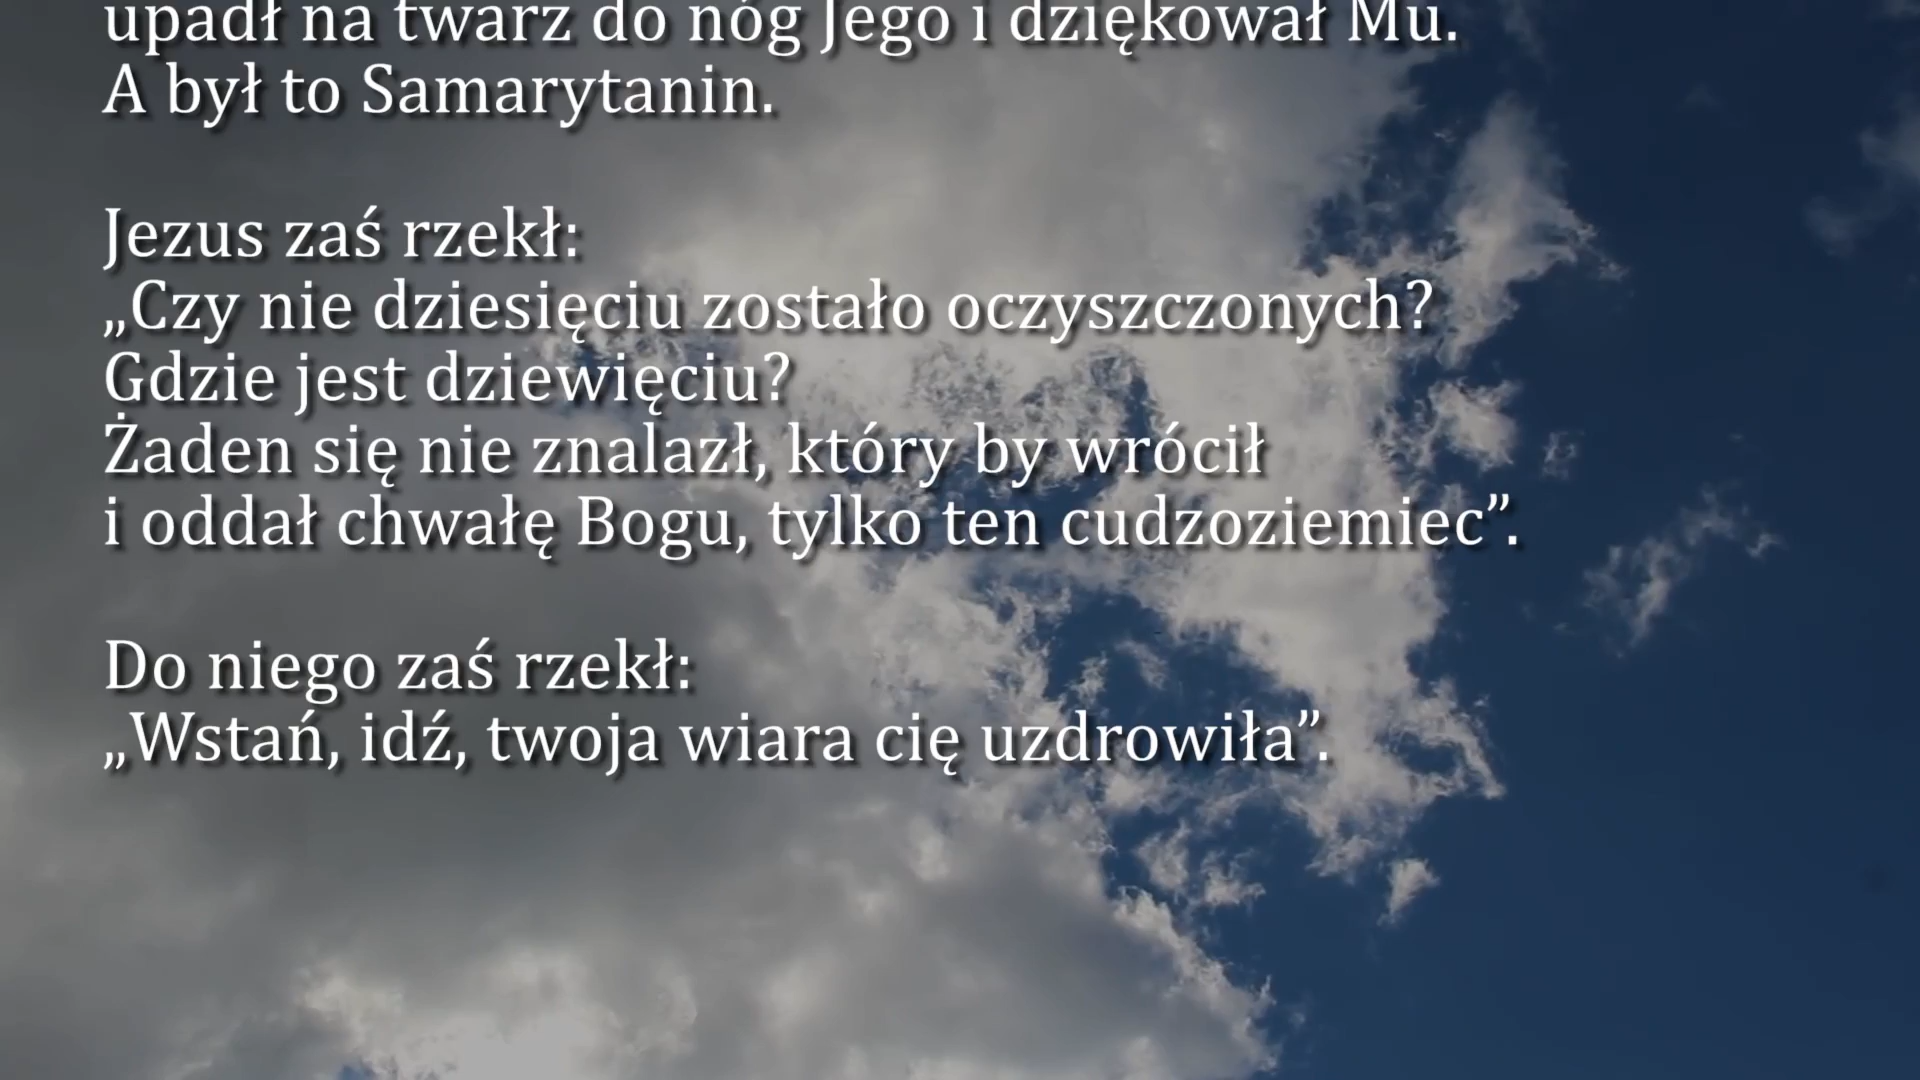 upadł na twarz do nóg Jego i dziękował Mu.
A był to Samarytanin.
Jezus zaś rzekł:
„Czy nie dziesięciu zostało oczyszczonych?
Gdzie jest dziewięciu?
Żaden się nie znalazł, który by wrócił
i oddał chwałę Bogu, tylko ten cudzoziemiec”.
Do niego zaś rzekł:
„Wstań, idź, twoja wiara cię uzdrowiła”.